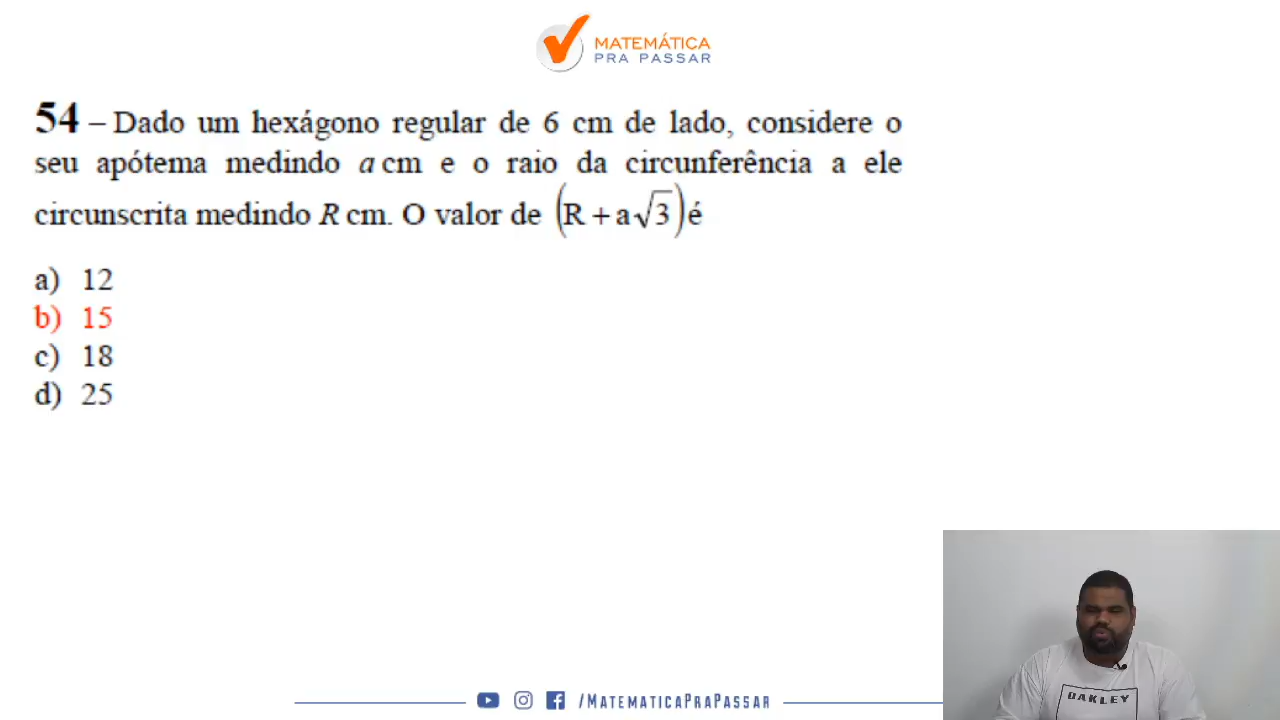 MATEMÁTICA
PRA PASSAR
54 – Dado um hexágono regular de 6 cm de lado, considere o
seu apótema medindo a cm e o raio da circunferência a ele
circunscrita medindo R cm. O valor de (R + a√3) é
a) 12
b) 15
c) 18
d) 25
OAKLEY
/MATEMATICAPRAPASSAR